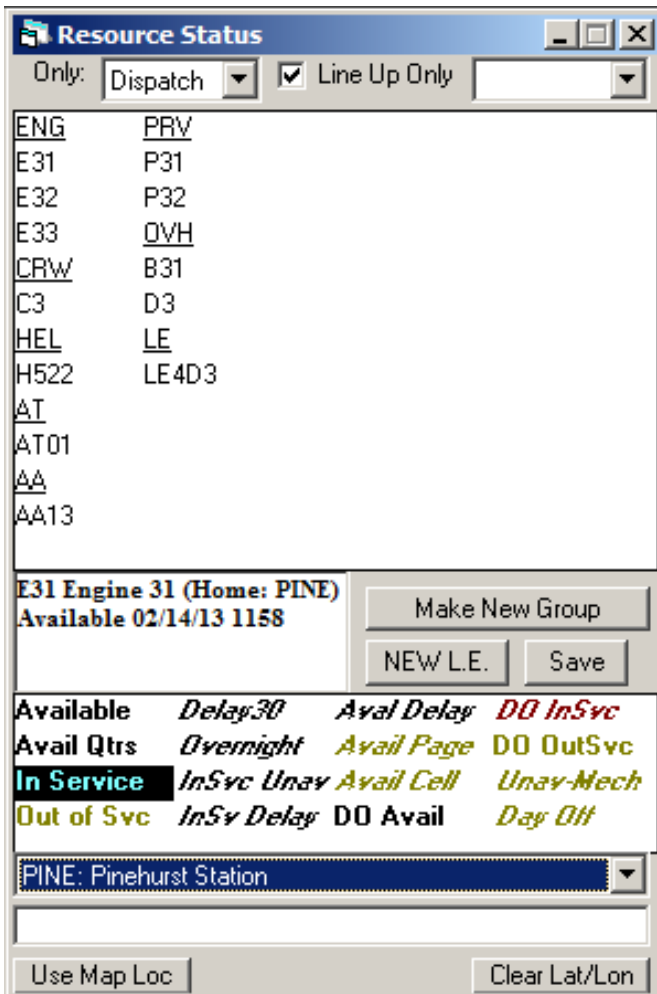 Resource Status
Only: Dispatch Line Up Only
ENG PRV
E31 P31
E32 P32
E33 OVH
CRW B31
C3 D3
HEL LE
H522 LE4D3
AT
AT01
AA
AA13
E31 Engine 31 (Home: PINE)
Available 02/14/13 1158
Make New Group
NEW L.E. Save
Available Delay30 Aval Delay DO InSvc
Avail Qtrs Overnight Avail Page DO OutSvc
In Service InSvc Unav Avail Cell Unav-Mech
Out of Svc InSv Delay DO Avail Day Off
PINE: Pinehurst Station
Use Map Loc Clear Lat/Lon